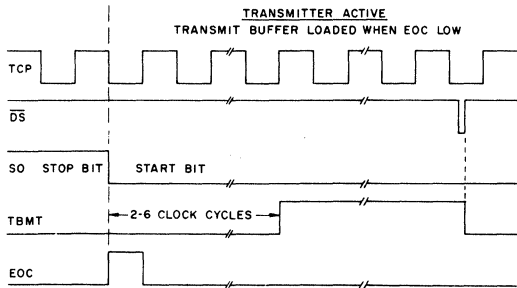 TRANSMITTER ACTIVE
TRANSMIT BUFFER LOADED WHEN EOC LOW
TCP
DS
SO STOP BIT START BIT
2-6 CLOCK CYCLES
TBMT
EOC